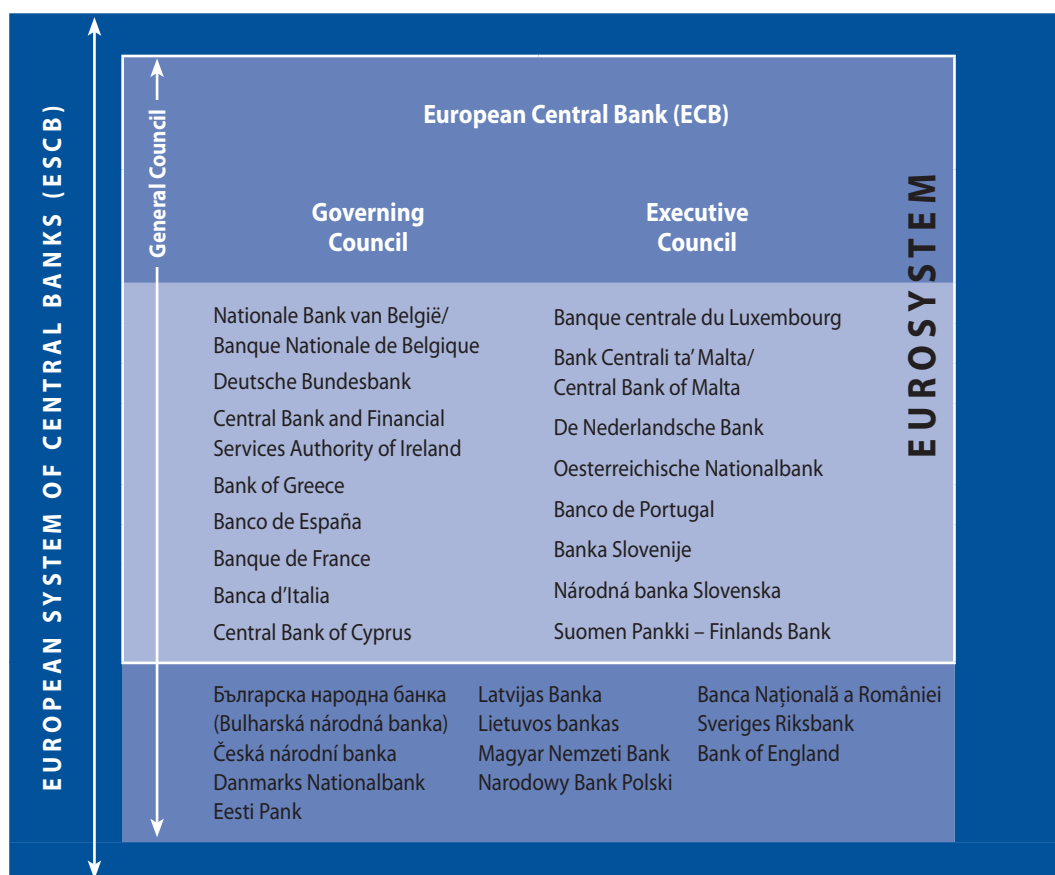 EUROPEAN SYSTEM OF CENTRAL BANKS (ESCB)
General Council
European Central Bank (ECB)
Governing
Council
Executive
Council
EUROSYSTEM
Nationale Bank van België/
Banque Nationale de Belgique
Deutsche Bundesbank
Central Bank and Financial
Services Authority of Ireland
Bank of Greece
Banco de España
Banque de France
Banca d’Italia
Central Bank of Cyprus
Banque centrale du Luxembourg
Bank Centrali ta’ Malta/
Central Bank of Malta
De Nederlandsche Bank
Oesterreichische Nationalbank
Banco de Portugal
Banka Slovenije
Národná banka Slovenska
Suomen Pankki – Finlands Bank
Българска народна банка
(Bulharská národná banka)
Česká národní banka
Danmarks Nationalbank
Eesti Pank
Latvijas Banka
Lietuvos bankas
Magyar Nemzeti Bank
Narodowy Bank Polski
Banca Națională a României
Sveriges Riksbank
Bank of England